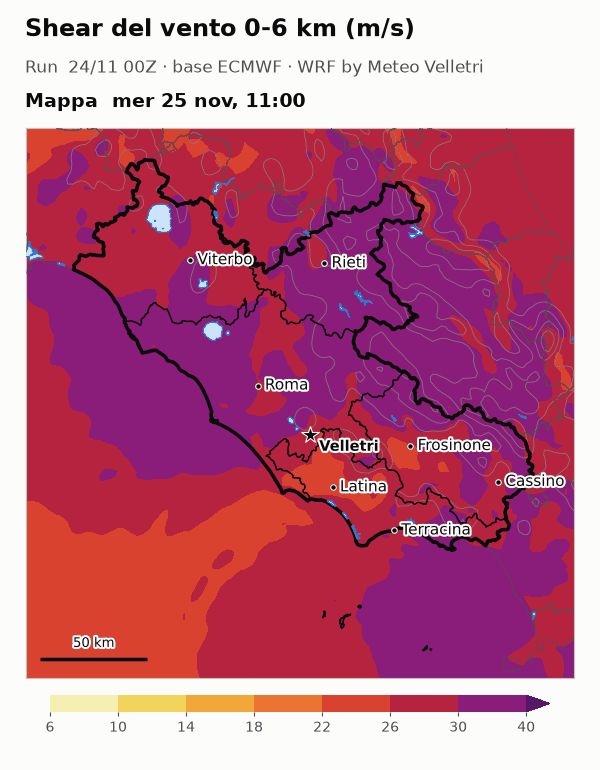 Shear del vento 0-6 km (m/s)
Run  24/11 00Z · base ECMWF · WRF by Meteo Velletri
Mappa  mer 25 nov, 11:00
Viterbo
Rieti
Roma
Velletri
Frosinone
Latina
Cassino
Terracina
50 km
6 10 14 18 22 26 30 40